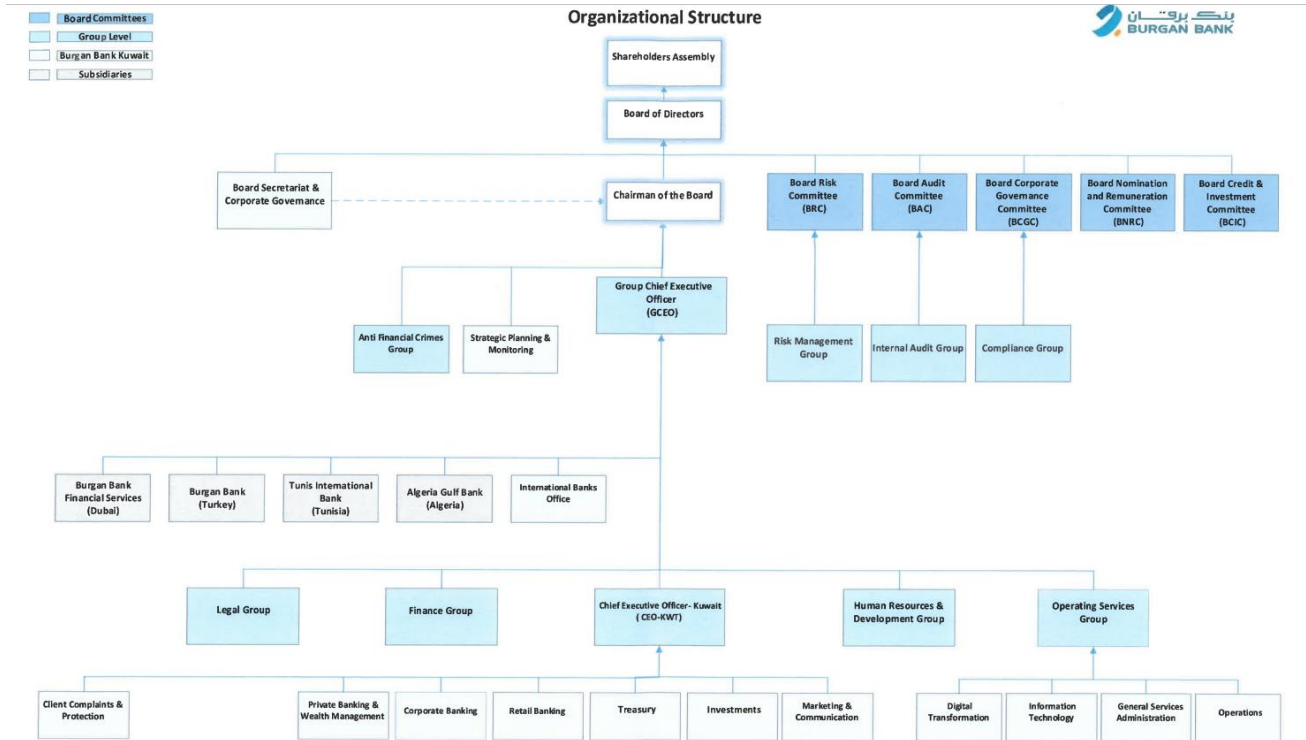 Board Committees
Group Level
Burgan Bank Kuwait
Subsidiaries
Organizational Structure
بنك برقان
BURGAN BANK
Shareholders Assembly
Board of Directors
Board Secretariat &
Corporate Governance
Chairman of the Board
Board Risk
Committee
(BRC)
Board Audit
Committee
(BAC)
Board Corporate
Governance
Committee
(BCGC)
Board Nomination
and Remuneration
Committee
(BNRC)
Board Credit &
Investment
Committee
(BCIC)
Group Chief Executive
Officer
(GCEO)
Anti Financial Crimes
Group
Strategic Planning &
Monitoring
Risk Management
Group
Internal Audit Group
Compliance Group
Burgan Bank
Financial Services
(Dubai)
Burgan Bank
(Turkey)
Tunis International
Bank
(Tunisia)
Algeria Gulf Bank
(Algeria)
International Banks
Office
Legal Group
Finance Group
Chief Executive Officer- Kuwait
( CEO-KWT)
Human Resources &
Development Group
Operating Services
Group
Client Complaints &
Protection
Private Banking &
Wealth Management
Corporate Banking
Retail Banking
Treasury
Investments
Marketing &
Communication
Digital
Transformation
Information
Technology
General Services
Administration
Operations